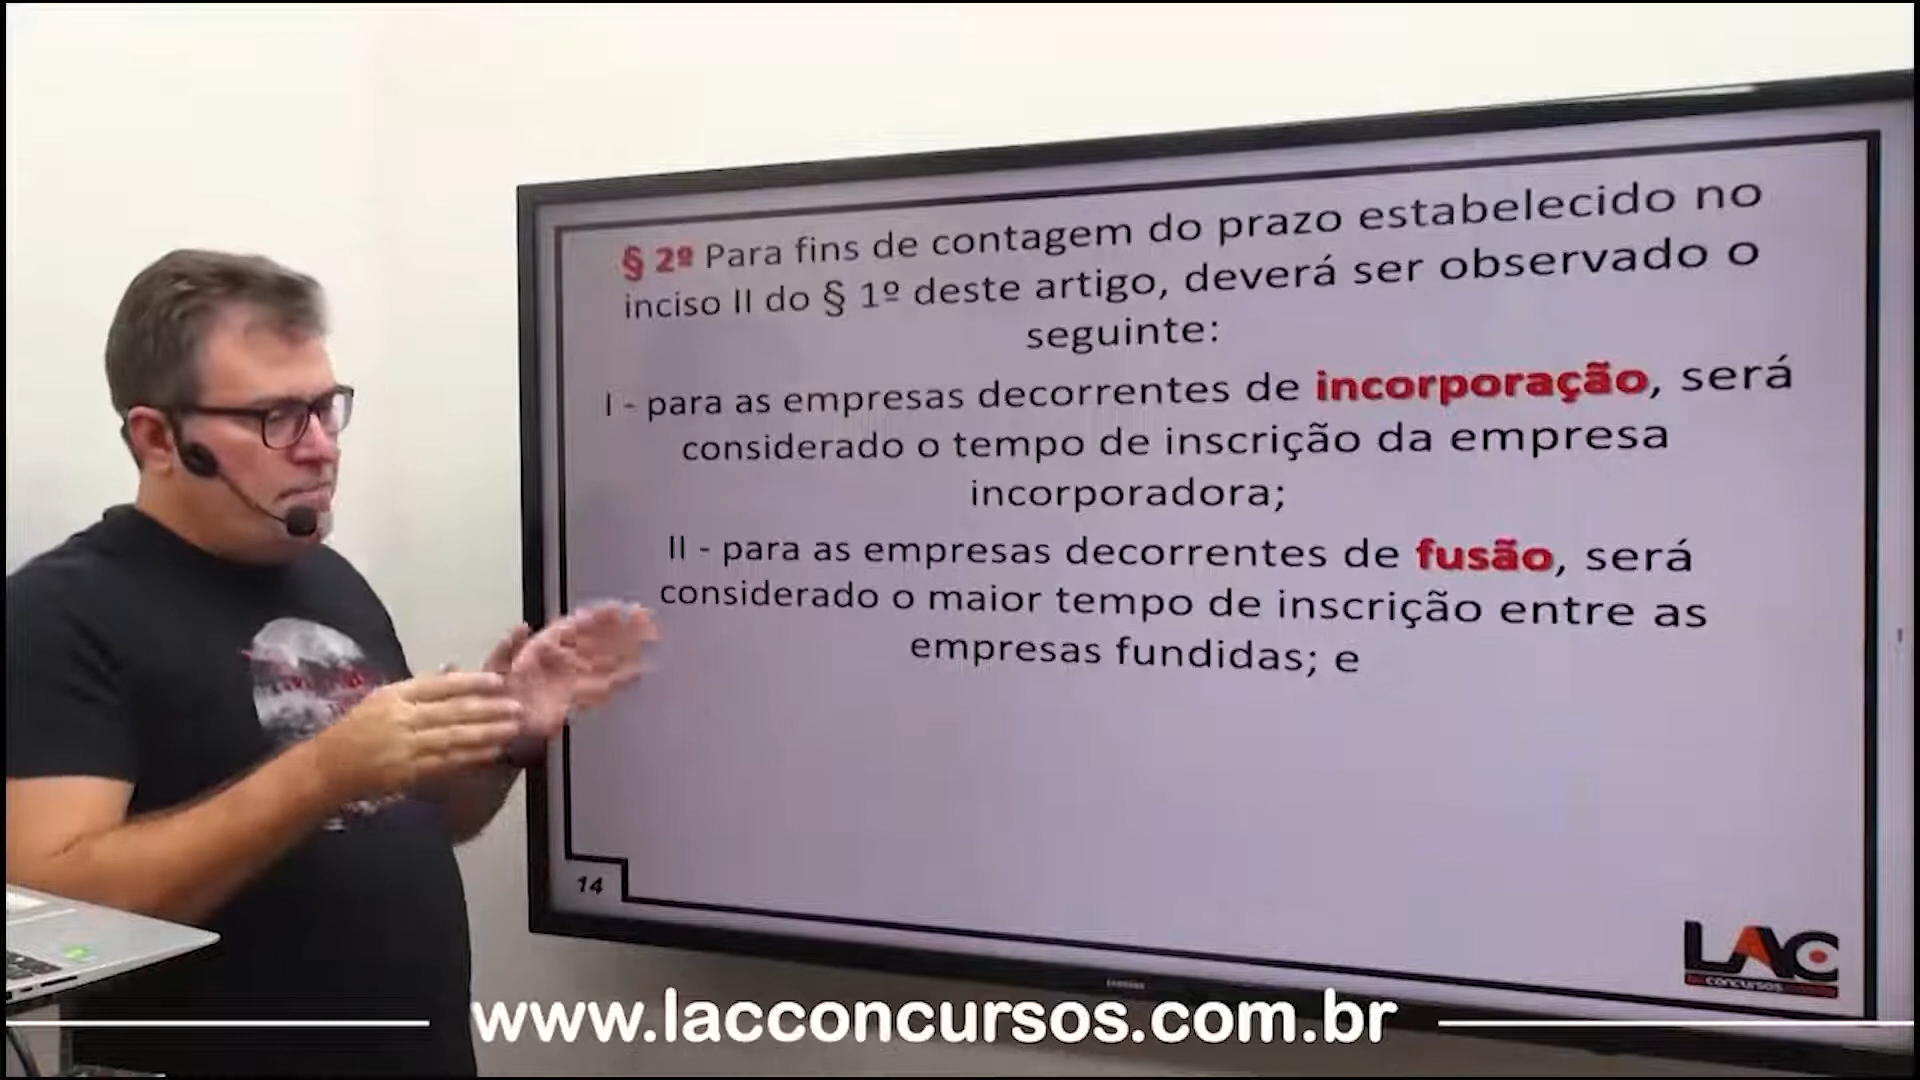 § 2º Para fins de contagem do prazo estabelecido no
inciso II do § 1º deste artigo, deverá ser observado o
seguinte:
I - para as empresas decorrentes de incorporação, será
considerado o tempo de inscrição da empresa
incorporadora;
II - para as empresas decorrentes de fusão, será
considerado o maior tempo de inscrição entre as
empresas fundidas; e
14
LAC
concursos
www.lacconcursos.com.br